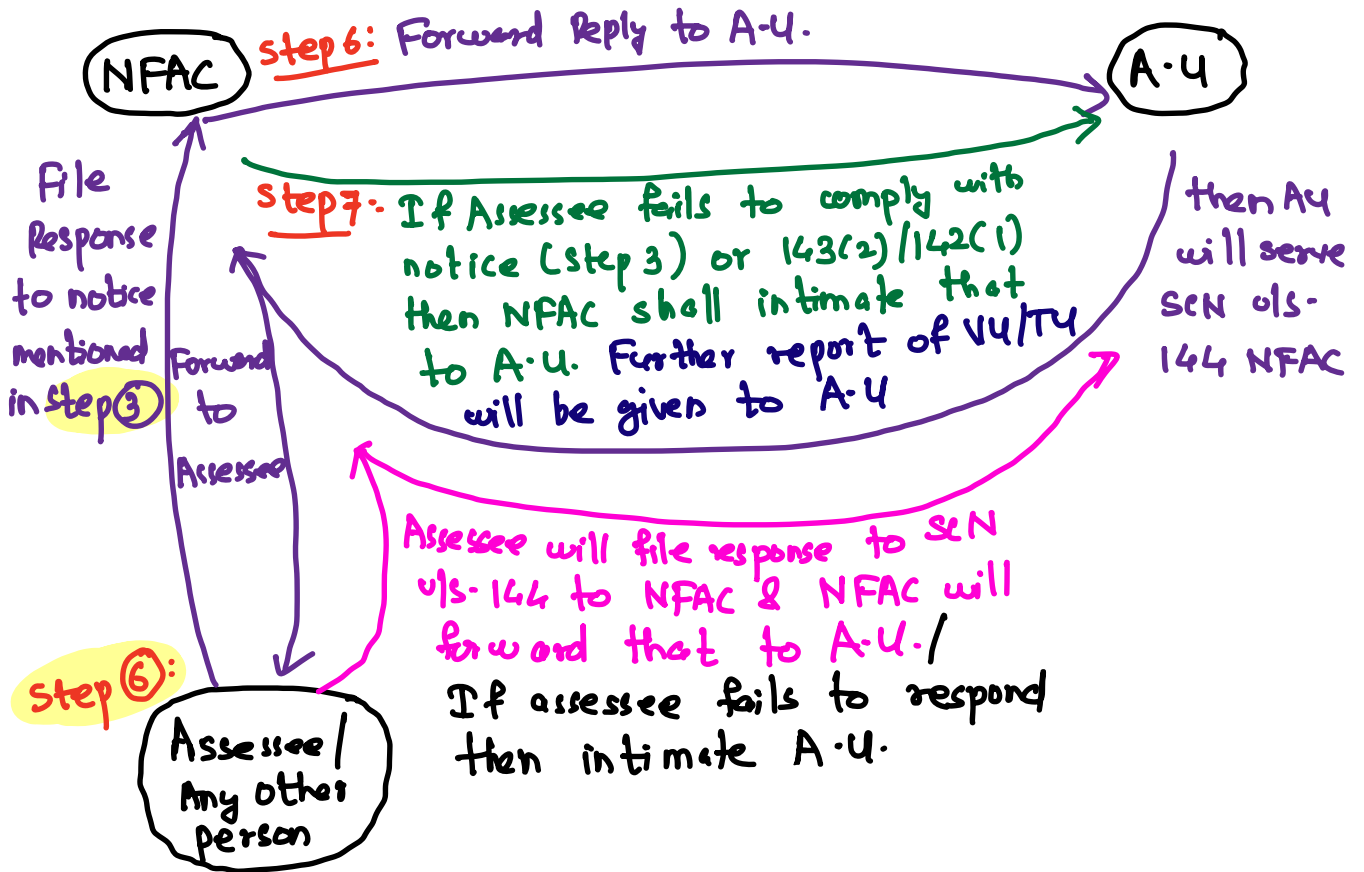 NFAC
step 6: Forward Reply to A.U.
A.U
File
Response
to notice
mentioned
in step ③
Forward
to
Assessee
step 7:- If Assessee fails to comply with
notice (step 3) or 143(2)/142(1)
then NFAC shall intimate that
to A.U. Further report of VU/TU
will be given to A.U
then AU
will serve
SCN u/s-
144 NFAC
Assessee will file response to SCN
u/s-144 to NFAC & NFAC will
forward that to A.U./
If assessee fails to respond
then intimate A.U.
step ⑥:
Assessee/
Any other
person